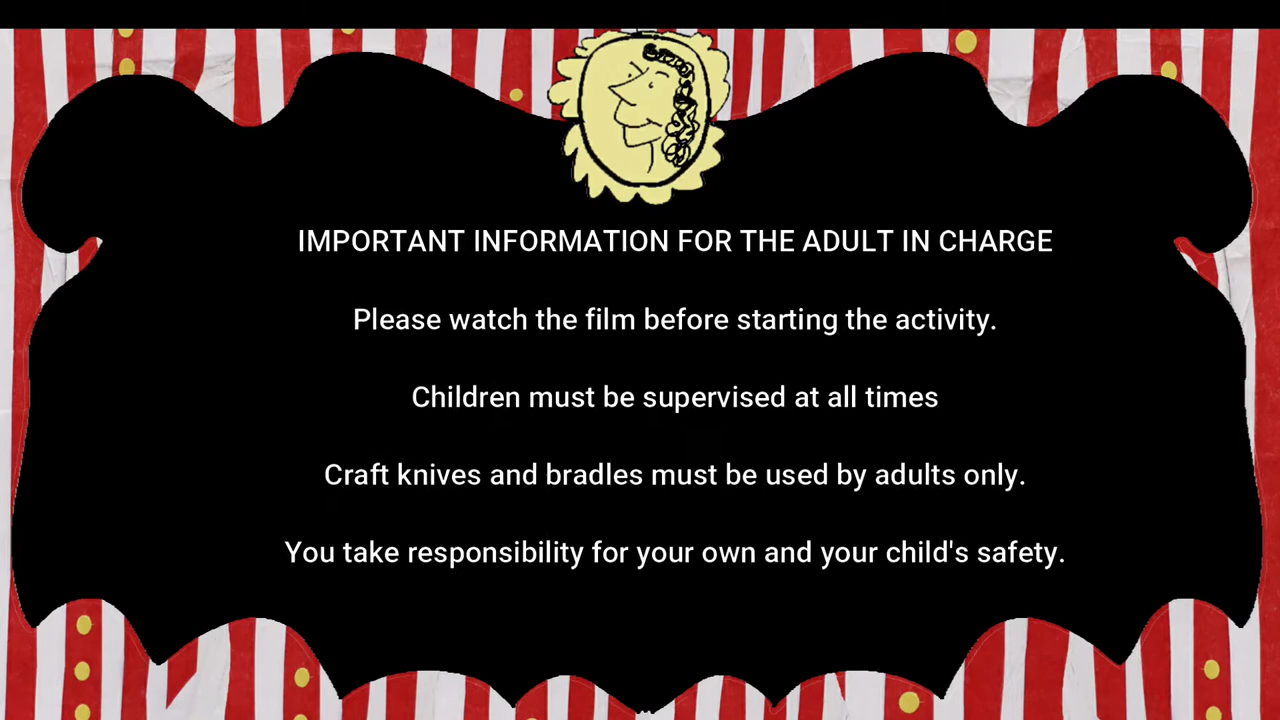 IMPORTANT INFORMATION FOR THE ADULT IN CHARGE
Please watch the film before starting the activity.
Children must be supervised at all times
Craft knives and bradles must be used by adults only.
You take responsibility for your own and your child's safety.